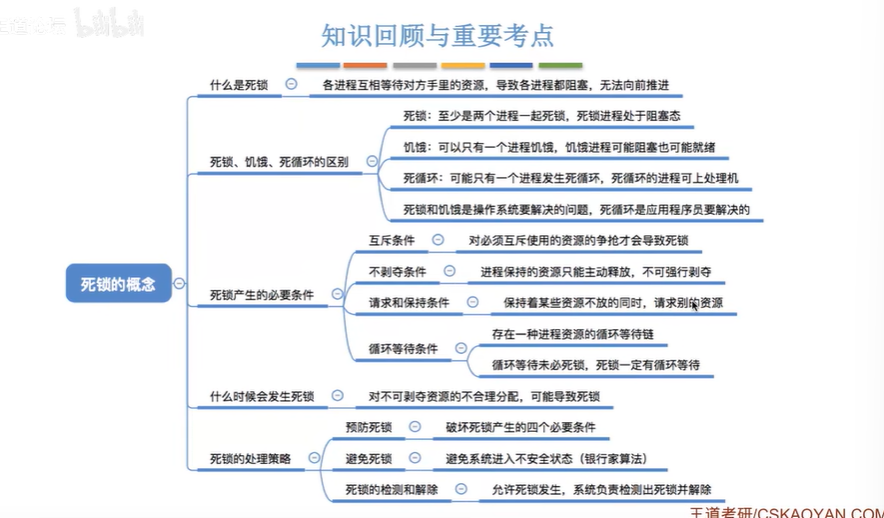 bilibili
知识回顾与重要考点
什么是死锁
各进程互相等待对方手里的资源，导致各进程都阻塞，无法向前推进
死锁、饥饿、死循环的区别
死锁：至少是两个进程一起死锁，死锁进程处于阻塞态
饥饿：可以只有一个进程饥饿，饥饿进程可能阻塞也可能就绪
死循环：可能只有一个进程发生死循环，死循环的进程可上处理机
死锁和饥饿是操作系统要解决的问题，死循环是应用程序员要解决的
死锁的概念
死锁产生的必要条件
互斥条件
对必须互斥使用的资源的争抢才会导致死锁
不剥夺条件
进程保持的资源只能主动释放，不可强行剥夺
请求和保持条件
保持着某些资源不放的同时，请求别的资源
循环等待条件
存在一种进程资源的循环等待链
循环等待未必死锁，死锁一定有循环等待
什么时候会发生死锁
对不可剥夺资源的不合理分配，可能导致死锁
死锁的处理策略
预防死锁
破坏死锁产生的四个必要条件
避免死锁
避免系统进入不安全状态（银行家算法）
死锁的检测和解除
允许死锁发生，系统负责检测出死锁并解除
王道考研/CSKAOYAN.COM